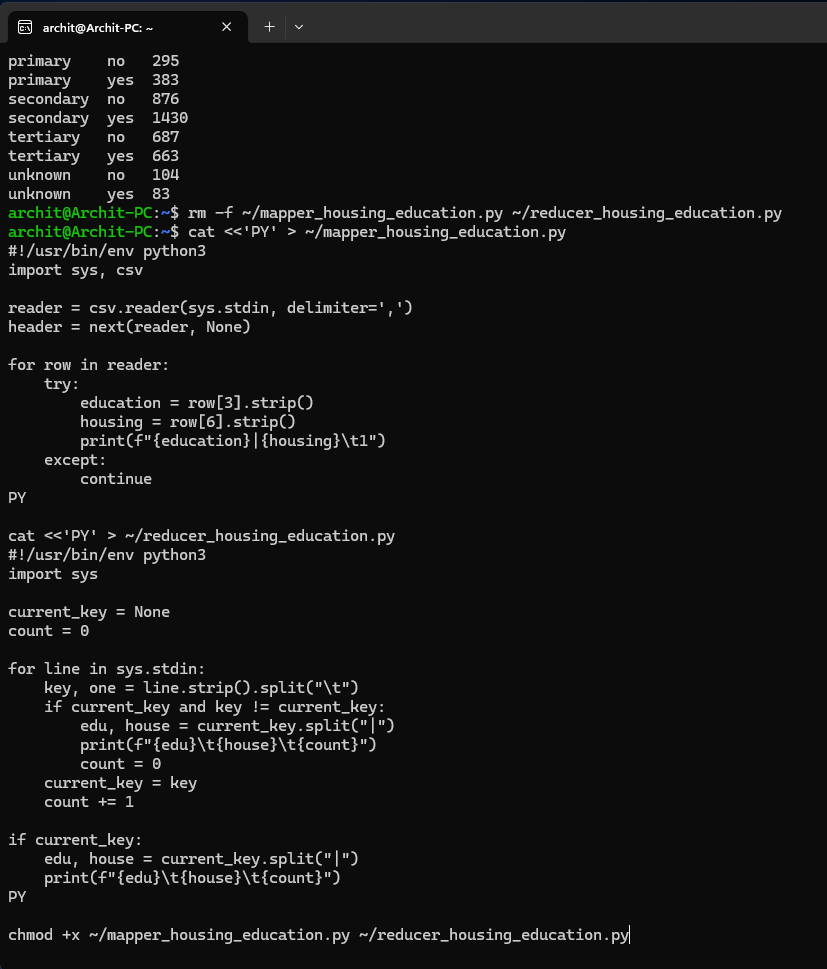 archit@Archit-PC: ~
primary    no   295
primary    yes  383
secondary  no   876
secondary  yes  1430
tertiary   no   687
tertiary   yes  663
unknown    no   104
unknown    yes  83
archit@Archit-PC:~$ rm -f ~/mapper_housing_education.py ~/reducer_housing_education.py
archit@Archit-PC:~$ cat <<'PY' > ~/mapper_housing_education.py
#!/usr/bin/env python3
import sys, csv

reader = csv.reader(sys.stdin, delimiter=',')
header = next(reader, None)

for row in reader:
    try:
        education = row[3].strip()
        housing = row[6].strip()
        print(f"{education}|{housing}\t1")
    except:
        continue
PY

cat <<'PY' > ~/reducer_housing_education.py
#!/usr/bin/env python3
import sys

current_key = None
count = 0

for line in sys.stdin:
    key, one = line.strip().split("\t")
    if current_key and key != current_key:
        edu, house = current_key.split("|")
        print(f"{edu}\t{house}\t{count}")
        count = 0
    current_key = key
    count += 1

if current_key:
    edu, house = current_key.split("|")
    print(f"{edu}\t{house}\t{count}")
PY

chmod +x ~/mapper_housing_education.py ~/reducer_housing_education.py